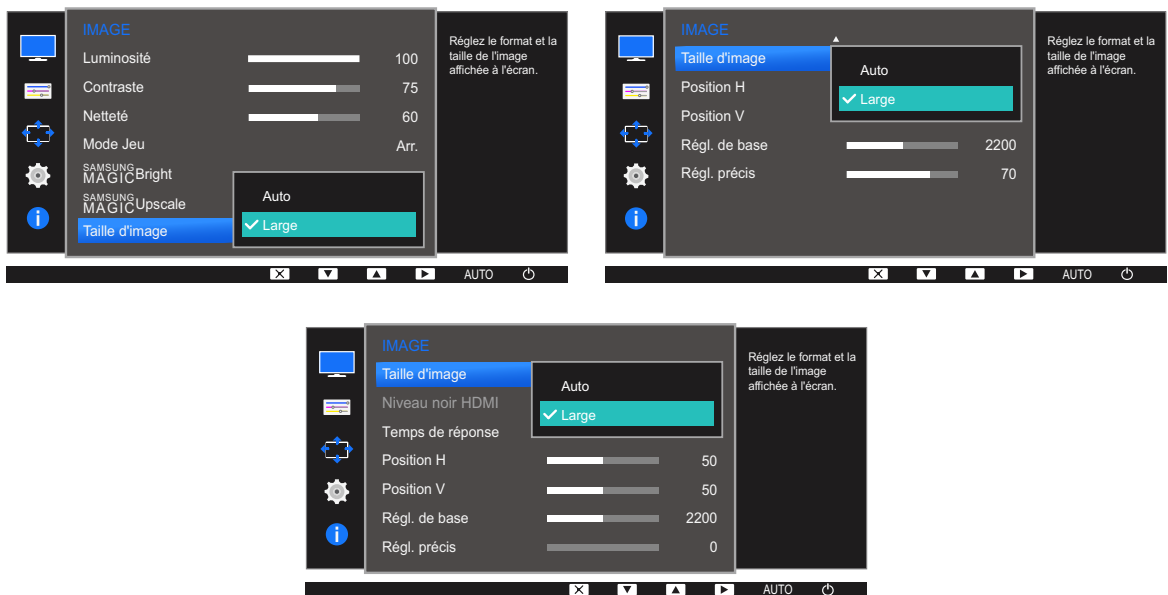 IMAGE
Luminosité 100
Contraste 75
Netteté 60
Mode Jeu Arr.
SAMSUNG MAGIC Bright
SAMSUNG MAGIC Upscale
Taille d'image
Auto
Large
Réglez le format et la
taille de l'image
affichée à l'écran.
AUTO
IMAGE
Taille d'image
Position H
Position V
Régl. de base 2200
Régl. précis 70
Auto
Large
Réglez le format et la
taille de l'image
affichée à l'écran.
AUTO
IMAGE
Taille d'image
Niveau noir HDMI
Temps de réponse
Position H 50
Position V 50
Régl. de base 2200
Régl. précis 0
Auto
Large
Réglez le format et la
taille de l'image
affichée à l'écran.
AUTO